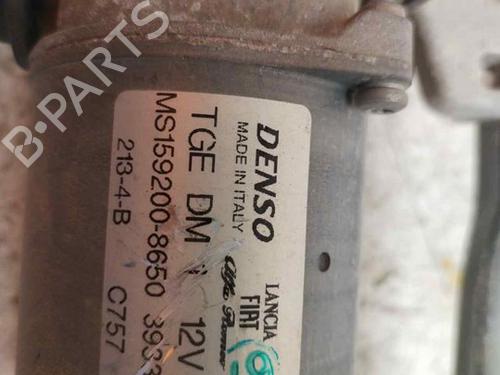 DENSO
MADE IN ITALY
LANCIA
FIAT
Alfa Romeo
TGE DM 12V
MS159200-8650
213-4-B C757
B-PARTS